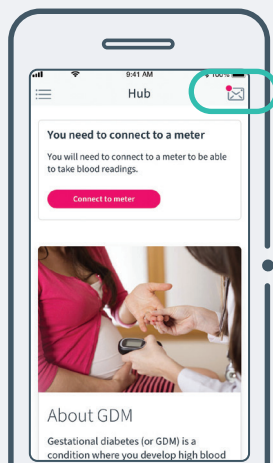 9:41 AM
100%
Hub
You need to connect to a meter
You will need to connect to a meter to be able
to take blood readings.
Connect to meter
About GDM
Gestational diabetes (or GDM) is a
condition where you develop high blood